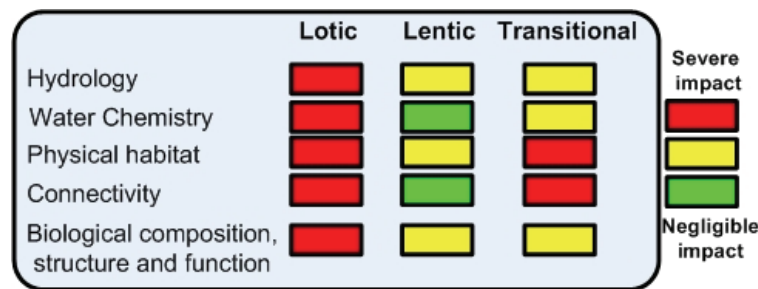 Lotic Lentic Transitional
Hydrology
Water Chemistry
Physical habitat
Connectivity
Biological composition,
structure and function
Severe
impact
Negligible
impact